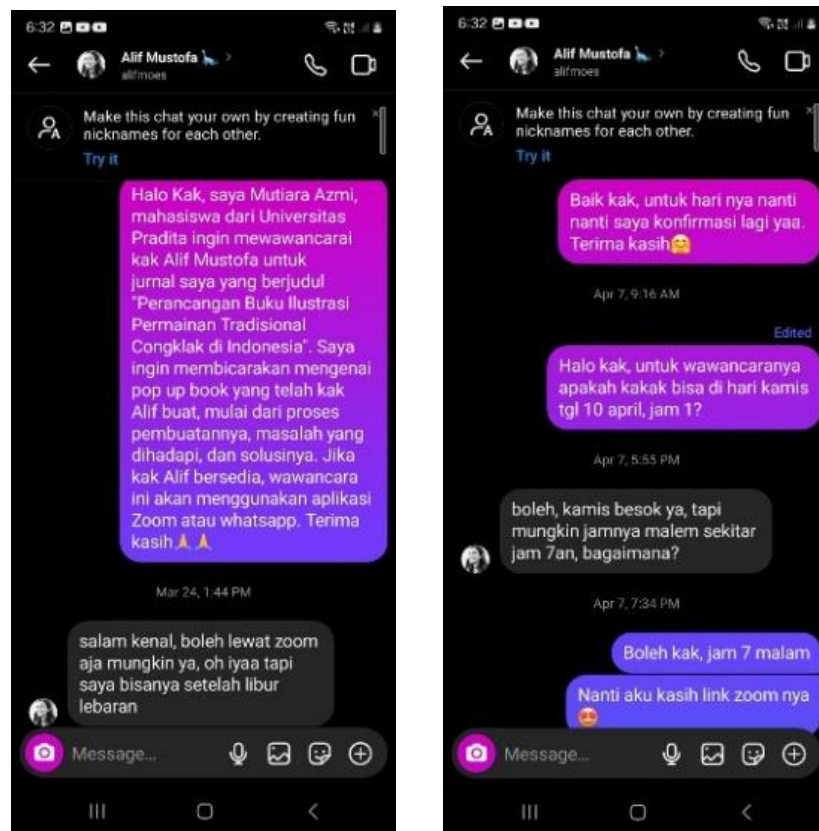 6:32
Alif Mustofa
alifmoes
Make this chat your own by creating fun
nicknames for each other.
Try it
Halo Kak, saya Mutiara Azmi,
mahasiswa dari Universitas
Pradita ingin mewawancarai
kak Alif Mustofa untuk
jurnal saya yang berjudul
"Perancangan Buku Ilustrasi
Permainan Tradisional
Congklak di Indonesia". Saya
ingin membicarakan mengenai
pop up book yang telah kak
Alif buat, mulai dari proses
pembuatannya, masalah yang
dihadapi, dan solusinya. Jika
kak Alif bersedia, wawancara
ini akan menggunakan aplikasi
Zoom atau whatsapp. Terima
kasih🙏🙏
Mar 24, 1:44 PM
salam kenal, boleh lewat zoom
aja mungkin ya, oh iyaa tapi
saya bisanya setelah libur
lebaran
Message...
6:32
Alif Mustofa
alifmoes
Make this chat your own by creating fun
nicknames for each other.
Try it
Baik kak, untuk hari nya nanti
nanti saya konfirmasi lagi yaa.
Terima kasih🤗
Apr 7, 9:16 AM
Edited
Halo kak, untuk wawancaranya
apakah kakak bisa di hari kamis
tgl 10 april, jam 1?
Apr 7, 5:55 PM
boleh, kamis besok ya, tapi
mungkin jamnya malem sekitar
jam 7an, bagaimana?
Apr 7, 7:34 PM
Boleh kak, jam 7 malam
Nanti aku kasih link zoom nya
😍
Message...